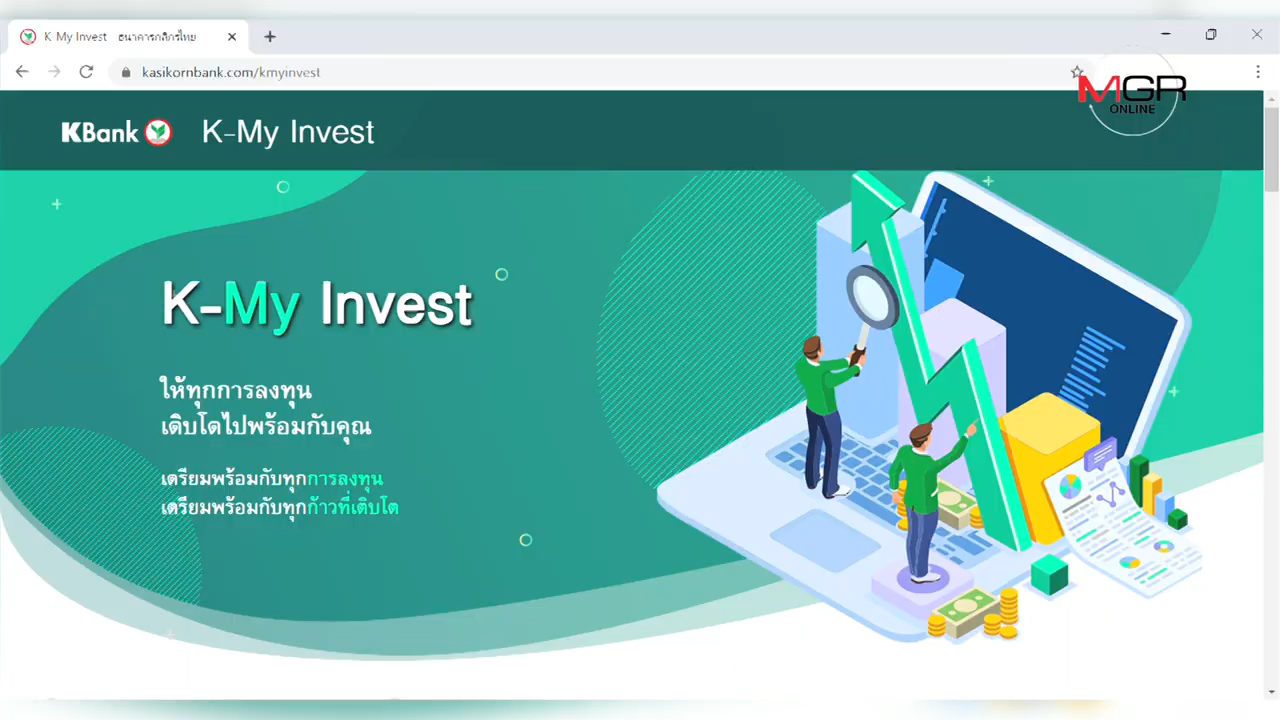 K My Invest ธนาคารกสิกรไทย
kasikornbank.com/kmyinvest
MGR
ONLINE
KBank K-My Invest
K-My Invest
ให้ทุกการลงทุน
เติบโตไปพร้อมกับคุณ
เตรียมพร้อมกับทุกการลงทุน
เตรียมพร้อมกับทุกก้าวที่เติบโต